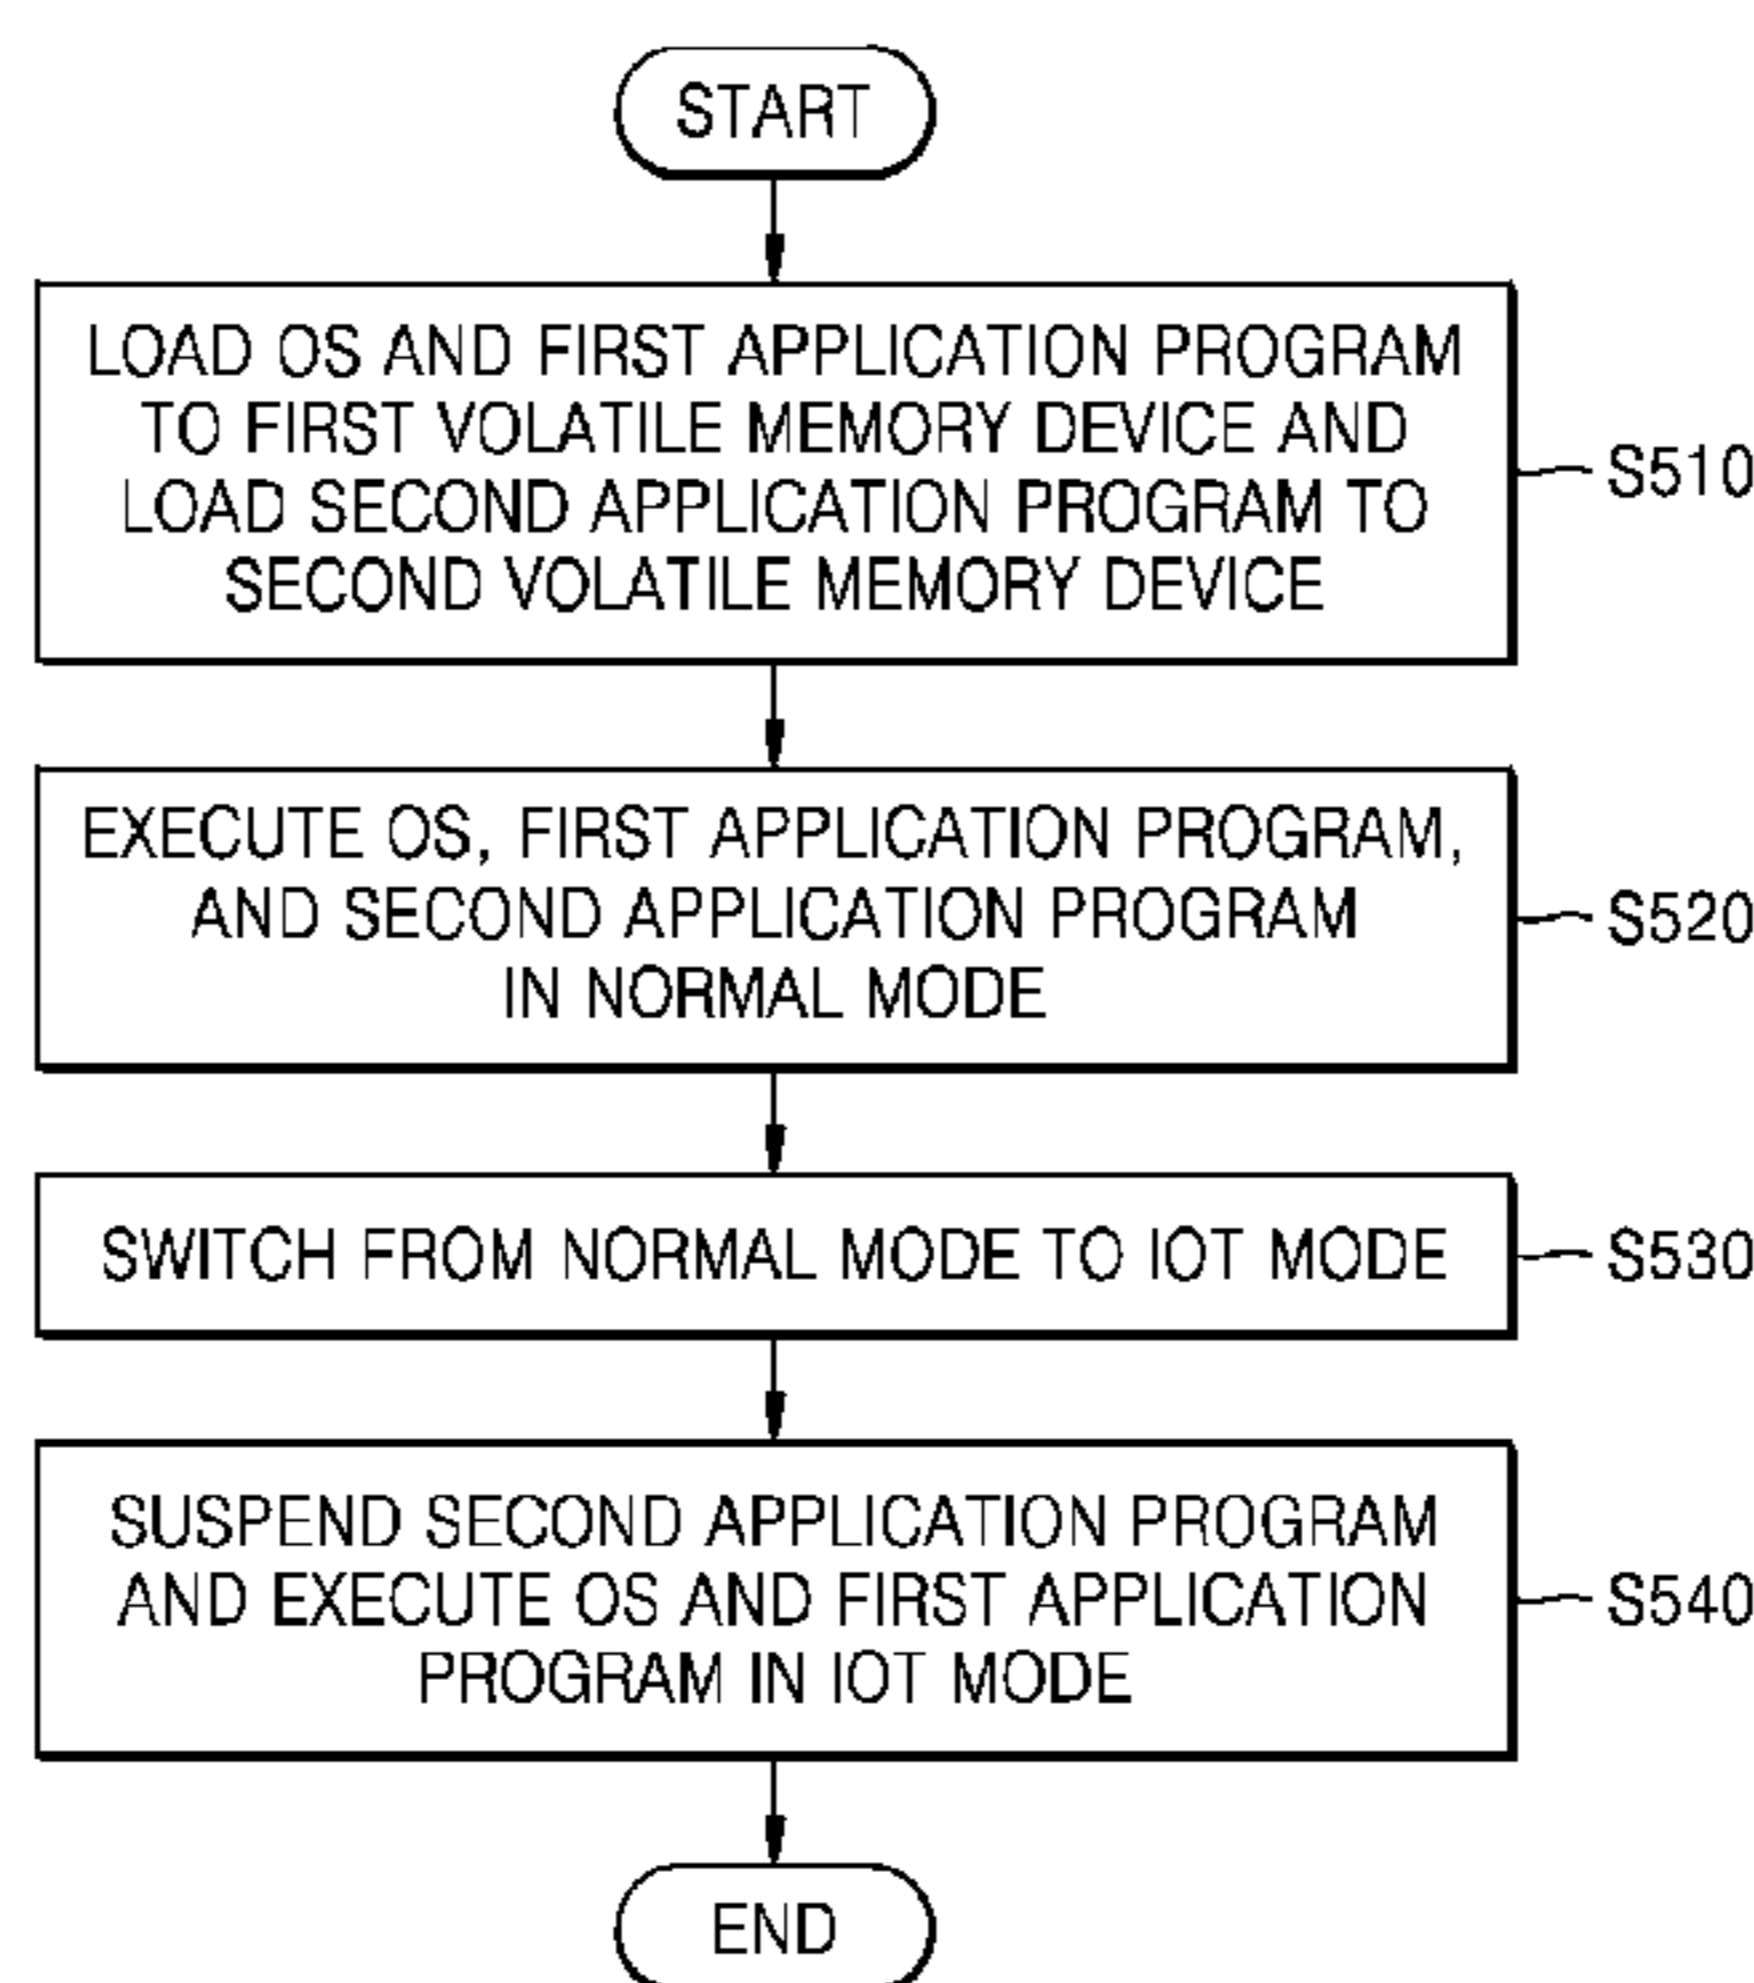 START
LOAD OS AND FIRST APPLICATION PROGRAM
TO FIRST VOLATILE MEMORY DEVICE AND
LOAD SECOND APPLICATION PROGRAM TO
SECOND VOLATILE MEMORY DEVICE
S510
EXECUTE OS, FIRST APPLICATION PROGRAM,
AND SECOND APPLICATION PROGRAM
IN NORMAL MODE
S520
SWITCH FROM NORMAL MODE TO IOT MODE
S530
SUSPEND SECOND APPLICATION PROGRAM
AND EXECUTE OS AND FIRST APPLICATION
PROGRAM IN IOT MODE
S540
END